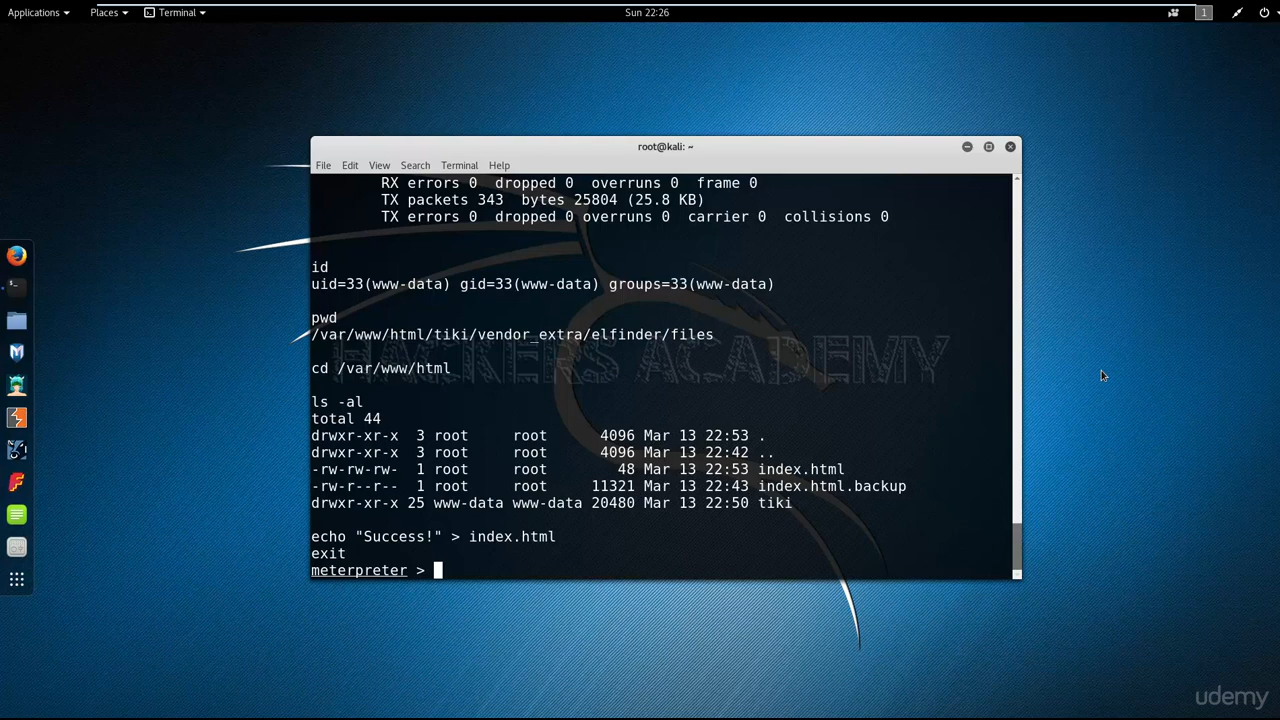 Applications Places Terminal Sun 22:26 1
root@kali: ~
File Edit View Search Terminal Help
RX errors 0 dropped 0 overruns 0 frame 0
TX packets 343 bytes 25804 (25.8 KB)
TX errors 0 dropped 0 overruns 0 carrier 0 collisions 0
id
uid=33(www-data) gid=33(www-data) groups=33(www-data)
pwd
/var/www/html/tiki/vendor_extra/elfinder/files
HACKERS ACADEMY
cd /var/www/html
ls -al
total 44
drwxr-xr-x 3 root root 4096 Mar 13 22:53 .
drwxr-xr-x 3 root root 4096 Mar 13 22:42 ..
-rw-rw-rw- 1 root root 48 Mar 13 22:53 index.html
-rw-r--r-- 1 root root 11321 Mar 13 22:43 index.html.backup
drwxr-xr-x 25 www-data www-data 20480 Mar 13 22:50 tiki
echo "Success!" > index.html
exit
meterpreter >
udemy